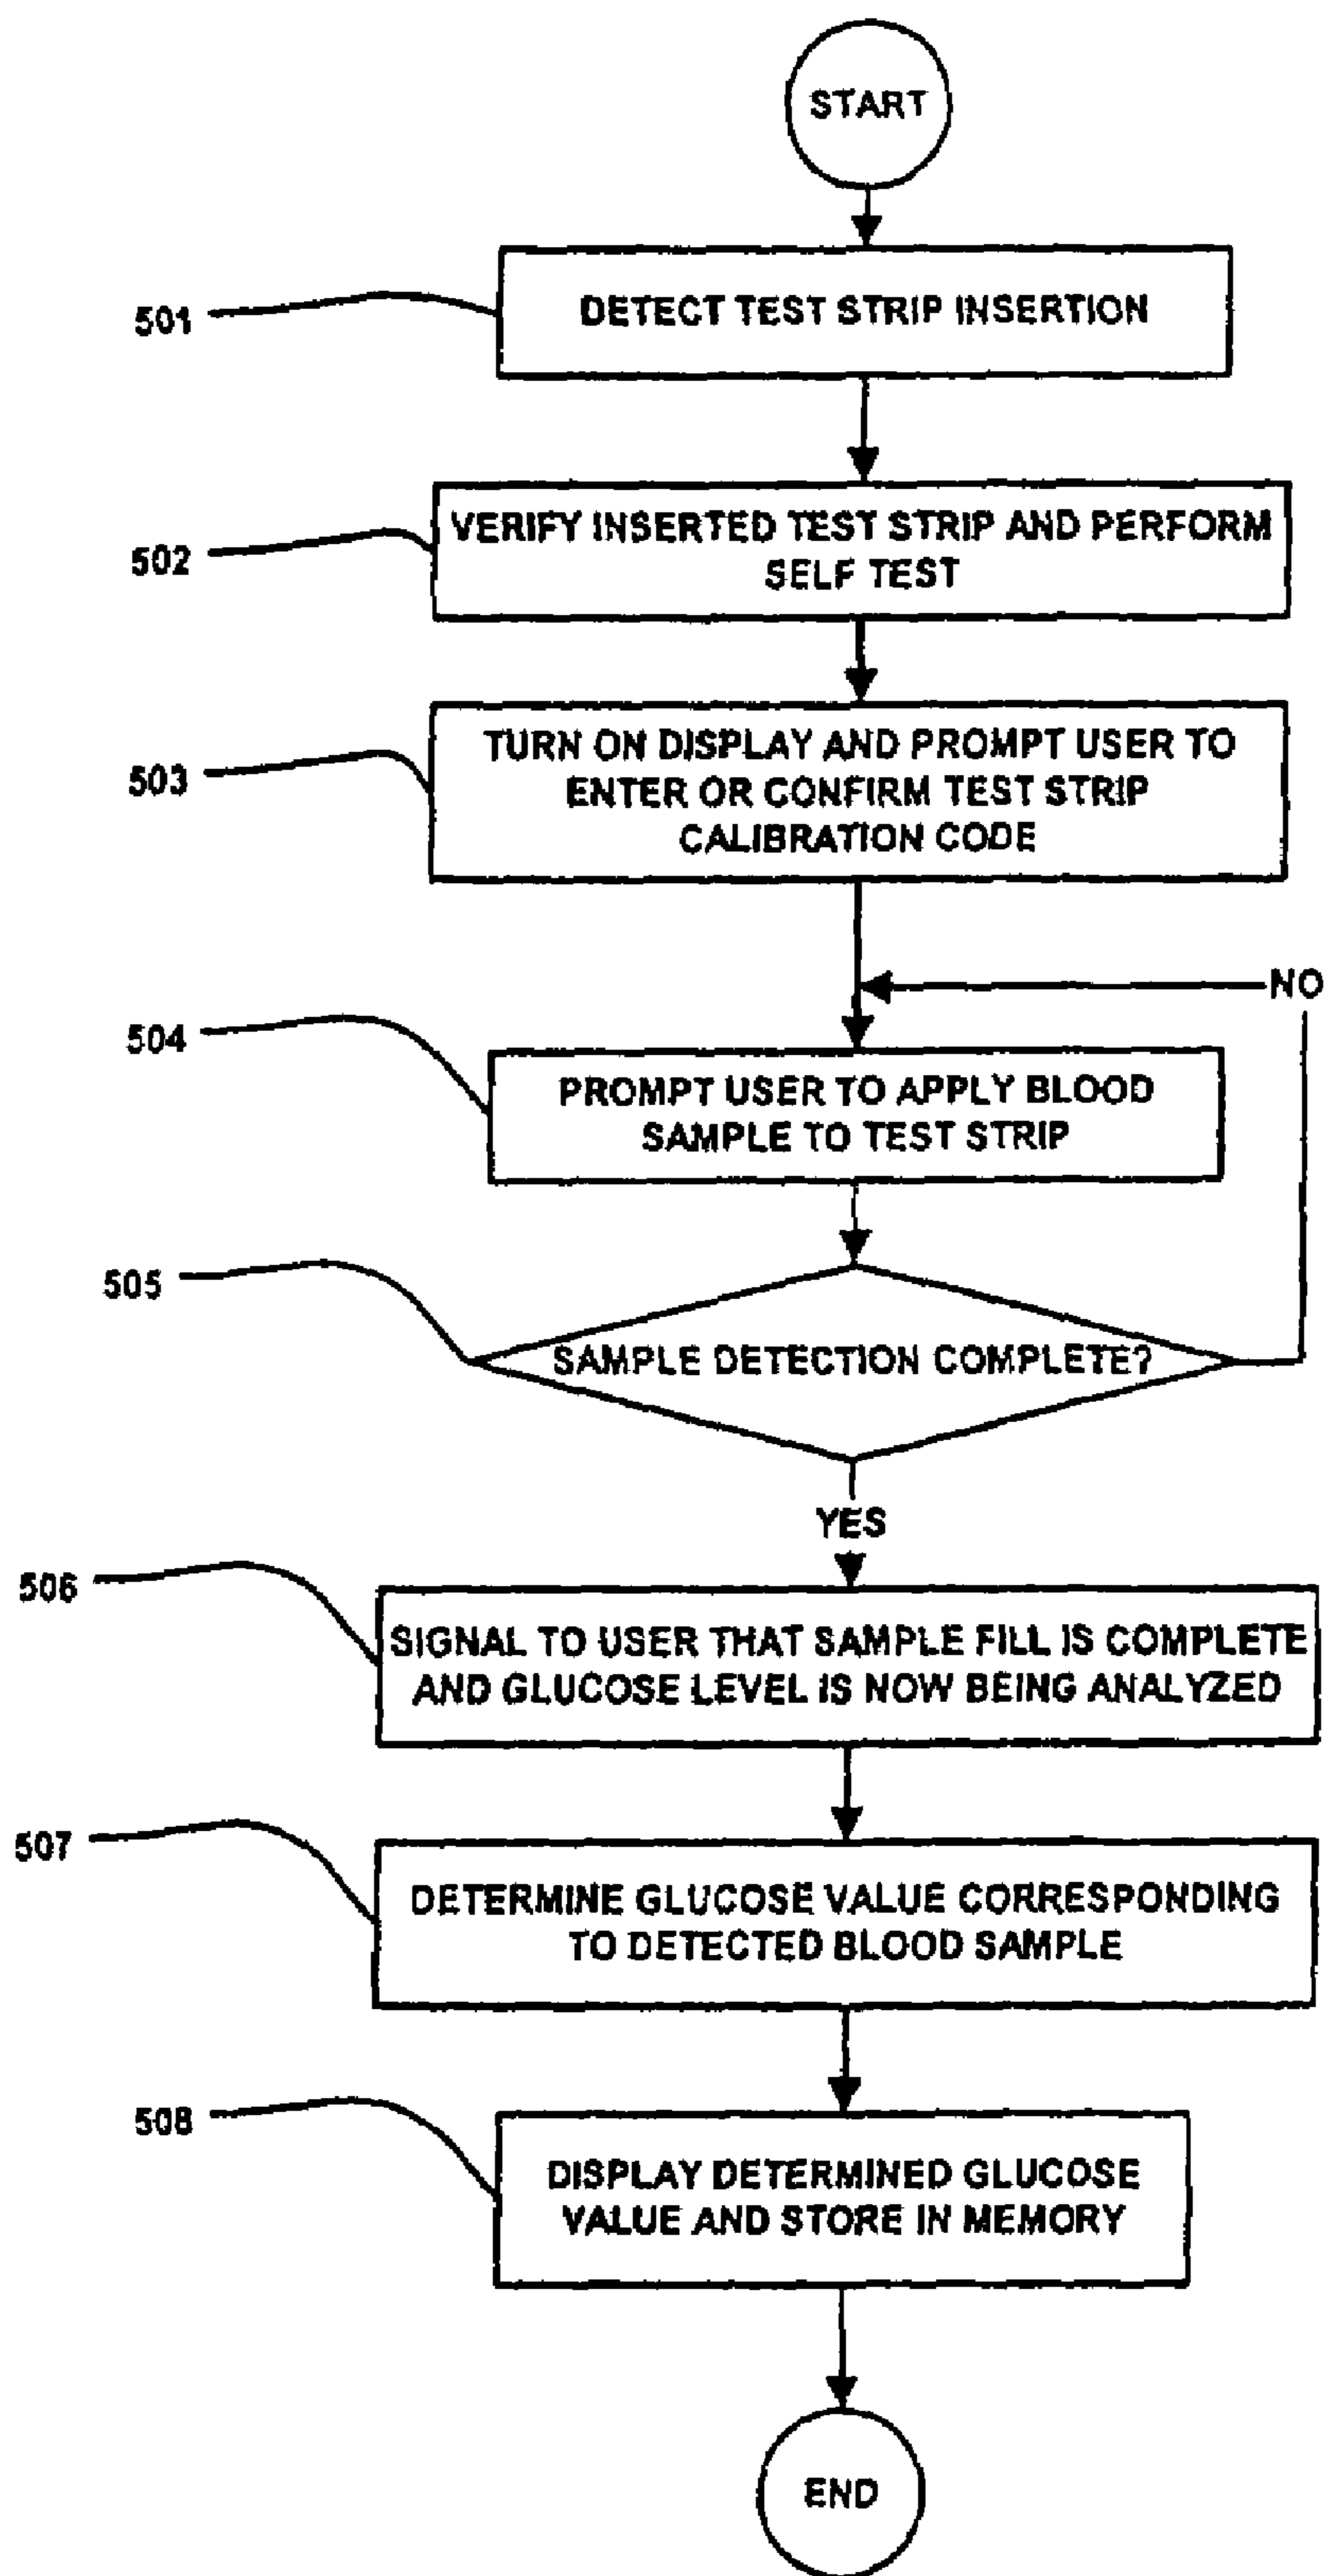 START
501
DETECT TEST STRIP INSERTION
502
VERIFY INSERTED TEST STRIP AND PERFORM
SELF TEST
503
TURN ON DISPLAY AND PROMPT USER TO
ENTER OR CONFIRM TEST STRIP
CALIBRATION CODE
NO
504
PROMPT USER TO APPLY BLOOD
SAMPLE TO TEST STRIP
505
SAMPLE DETECTION COMPLETE?
YES
506
SIGNAL TO USER THAT SAMPLE FILL IS COMPLETE
AND GLUCOSE LEVEL IS NOW BEING ANALYZED
507
DETERMINE GLUCOSE VALUE CORRESPONDING
TO DETECTED BLOOD SAMPLE
508
DISPLAY DETERMINED GLUCOSE
VALUE AND STORE IN MEMORY
END